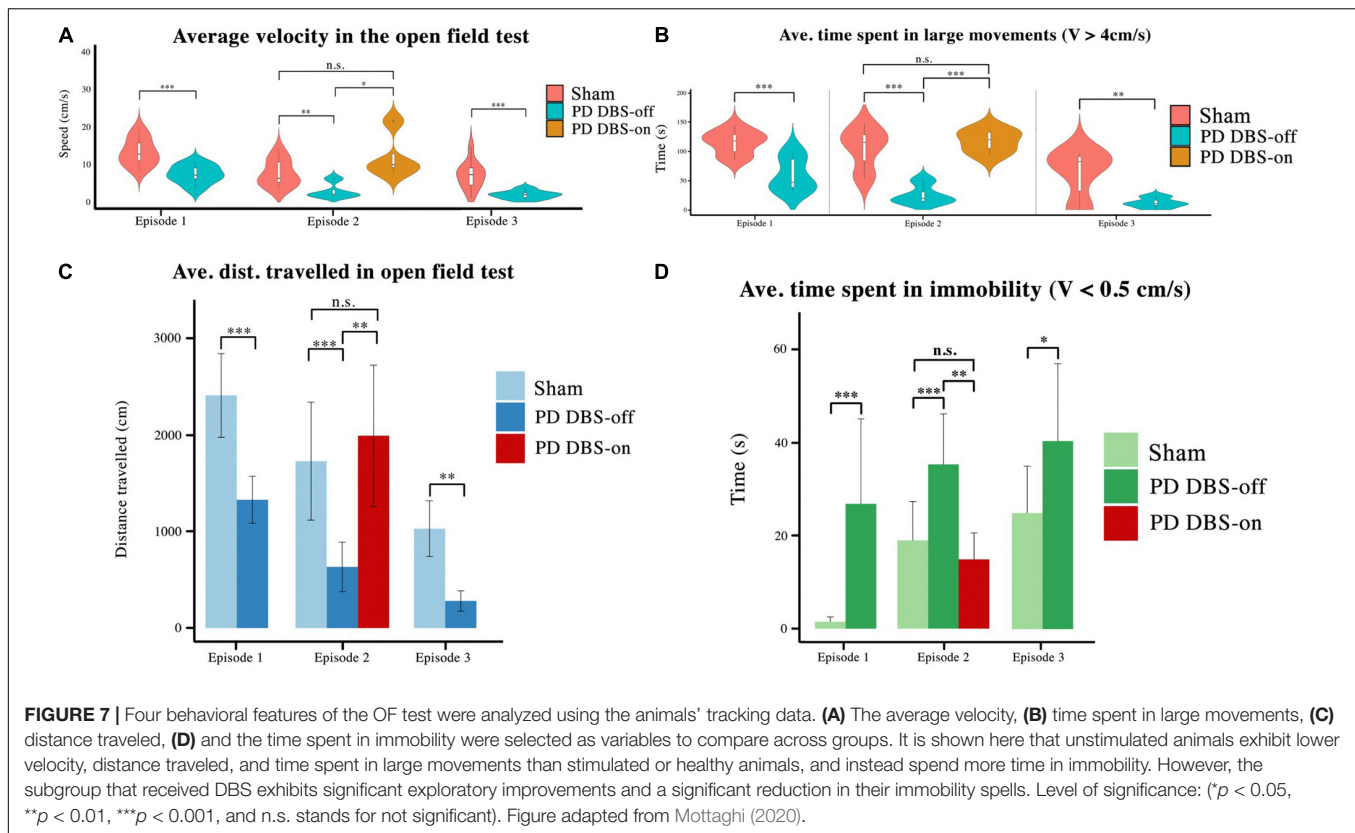 A
Average velocity in the open field test
40
30
20
10
0
Speed (cm/s)
***
n.s.
**
*
***
Sham
PD DBS-off
PD DBS-on
Episode 1
Episode 2
Episode 3
B
Ave. time spent in large movements (V > 4cm/s)
200
150
100
50
0
Time (s)
***
n.s.
***
***
**
Sham
PD DBS-off
PD DBS-on
Episode 1
Episode 2
Episode 3
C
Ave. dist. travelled in open field test
3000
2000
1000
0
Distance travelled (cm)
***
n.s.
***
**
**
Sham
PD DBS-off
PD DBS-on
Episode 1
Episode 2
Episode 3
D
Ave. time spent in immobility (V < 0.5 cm/s)
60
40
20
0
Time (s)
***
n.s.
***
**
*
Sham
PD DBS-off
PD DBS-on
Episode 1
Episode 2
Episode 3
FIGURE 7 | Four behavioral features of the OF test were analyzed using the animals' tracking data. (A) The average velocity, (B) time spent in large movements, (C)
distance traveled, (D) and the time spent in immobility were selected as variables to compare across groups. It is shown here that unstimulated animals exhibit lower
velocity, distance traveled, and time spent in large movements than stimulated or healthy animals, and instead spend more time in immobility. However, the
subgroup that received DBS exhibits significant exploratory improvements and a significant reduction in their immobility spells. Level of significance: (*p < 0.05,
**p < 0.01, ***p < 0.001, and n.s. stands for not significant). Figure adapted from Mottaghi (2020).